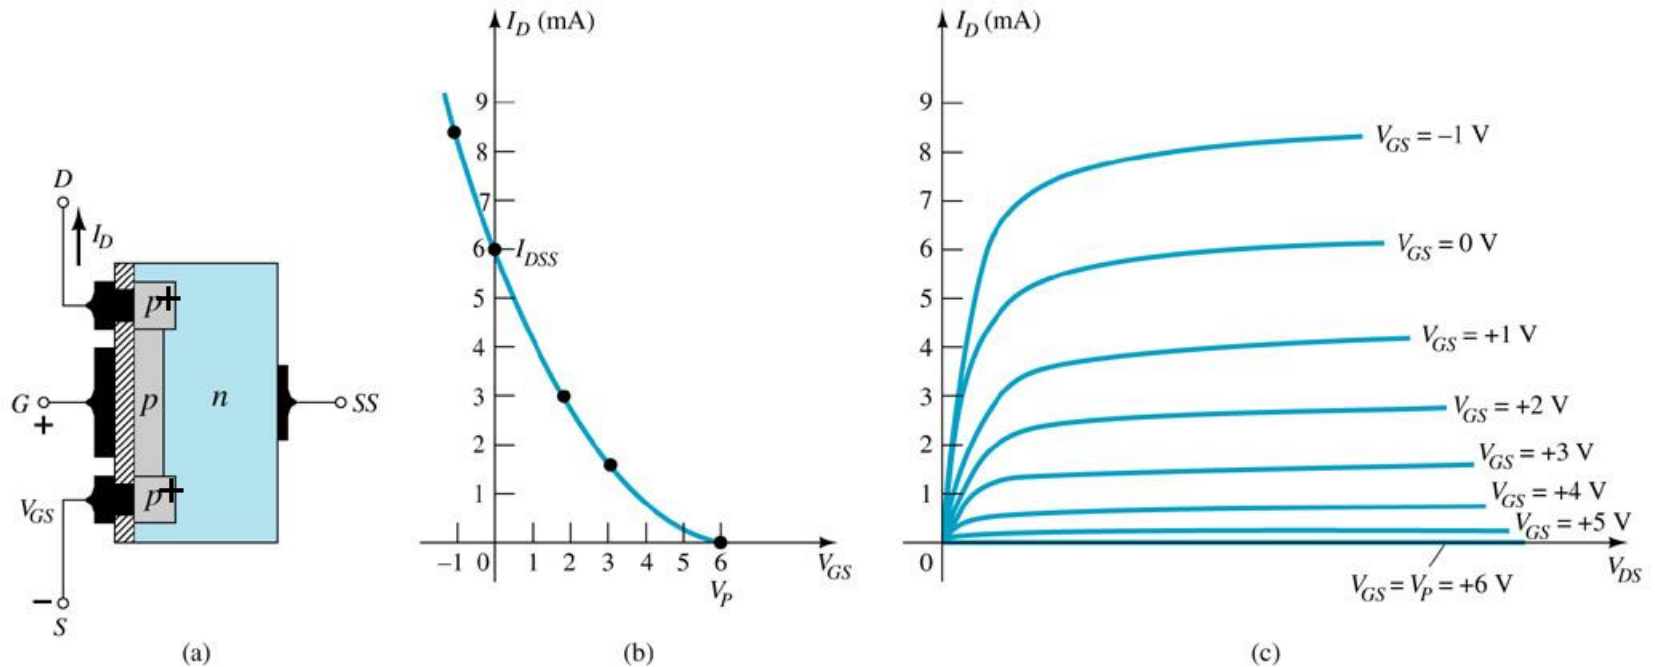 D
I_D
p+
G
+
p
n
SS
p+
V_GS
−
S
(a)
I_D (mA)
9
8
7
6
I_DSS
5
4
3
2
1
−1 0 1 2 3 4 5 6
V_GS
V_P
(b)
I_D (mA)
9
8
7
6
5
4
3
2
1
0
V_GS = −1 V
V_GS = 0 V
V_GS = +1 V
V_GS = +2 V
V_GS = +3 V
V_GS = +4 V
V_GS = +5 V
V_DS
V_GS = V_P = +6 V
(c)